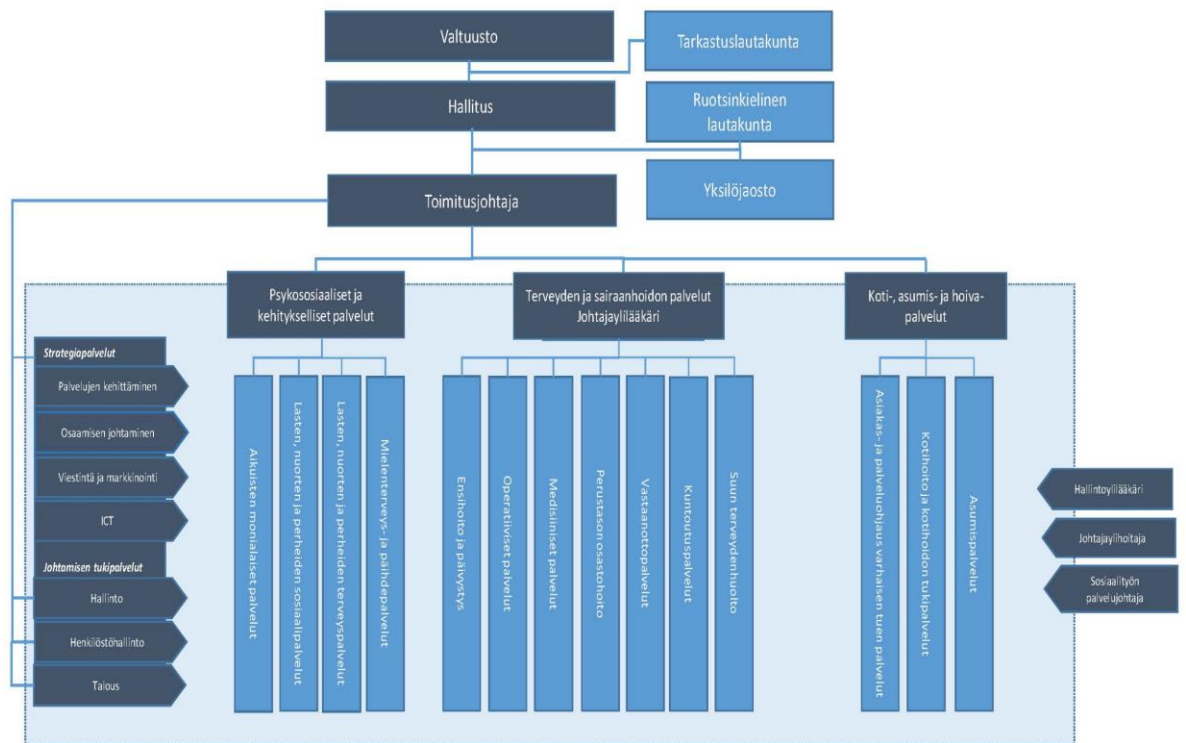 Valtuusto
Tarkastuslautakunta
Hallitus
Ruotsinkielinen
lautakunta
Toimitusjohtaja
Yksilöjaosto
Psykososiaaliset ja
kehitykselliset palvelut
Terveyden ja sairaanhoidon palvelut
Johtajaylilääkäri
Koti-, asumis- ja hoiva-
palvelut
Strategiapalvelut
Palvelujen kehittäminen
Osaamisen johtaminen
Viestintä ja markkinointi
ICT
Johtamisen tukipalvelut
Hallinto
Henkilöstöhallinto
Talous
Aikuisten monialaiset palvelut
Lasten, nuorten ja perheiden sosiaalipalvelut
Lasten, nuorten ja perheiden terveyspalvelut
Mielenterveys- ja päihdepalvelut
Ensihoito ja päivystys
Operatiiviset palvelut
Medisiiniset palvelut
Perustason osastohoito
Vastaanottopalvelut
Kuntoutuspalvelut
Suun terveydenhuolto
Asiakas- ja palveluohjaus varhaisen tuen palvelut
Kotihoito ja kotihoidon tukipalvelut
Asumispalvelut
Hallintoylilääkäri
Johtajaylihoitaja
Sosiaalityön
palvelujohtaja